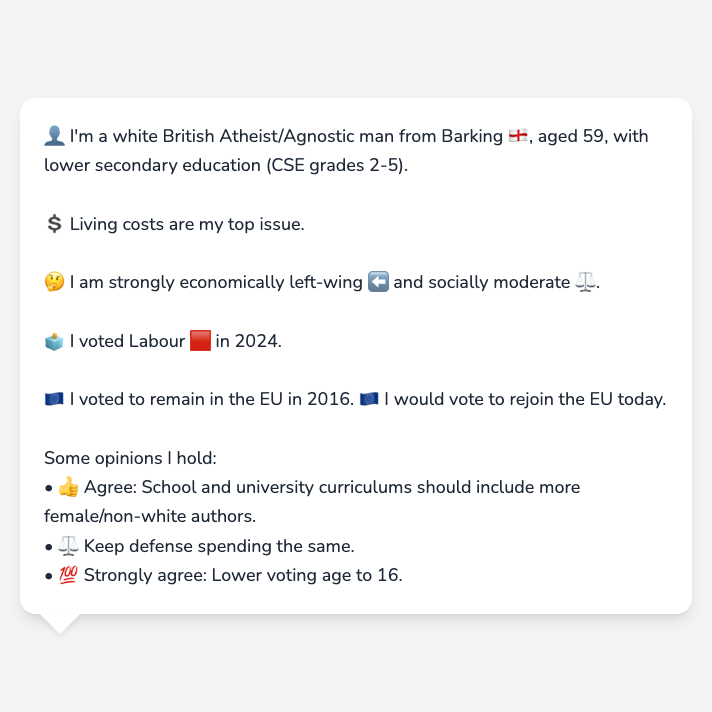 👤 I'm a white British Atheist/Agnostic man from Barking 🏴󠁧󠁢󠁥󠁮󠁧󠁿, aged 59, with
lower secondary education (CSE grades 2-5).
💲 Living costs are my top issue.
🤔 I am strongly economically left-wing ⬅️ and socially moderate ⚖️.
🗳️ I voted Labour 🟥 in 2024.
🇪🇺 I voted to remain in the EU in 2016. 🇪🇺 I would vote to rejoin the EU today.
Some opinions I hold:
• 👍 Agree: School and university curriculums should include more
female/non-white authors.
• ⚖️ Keep defense spending the same.
• 💯 Strongly agree: Lower voting age to 16.